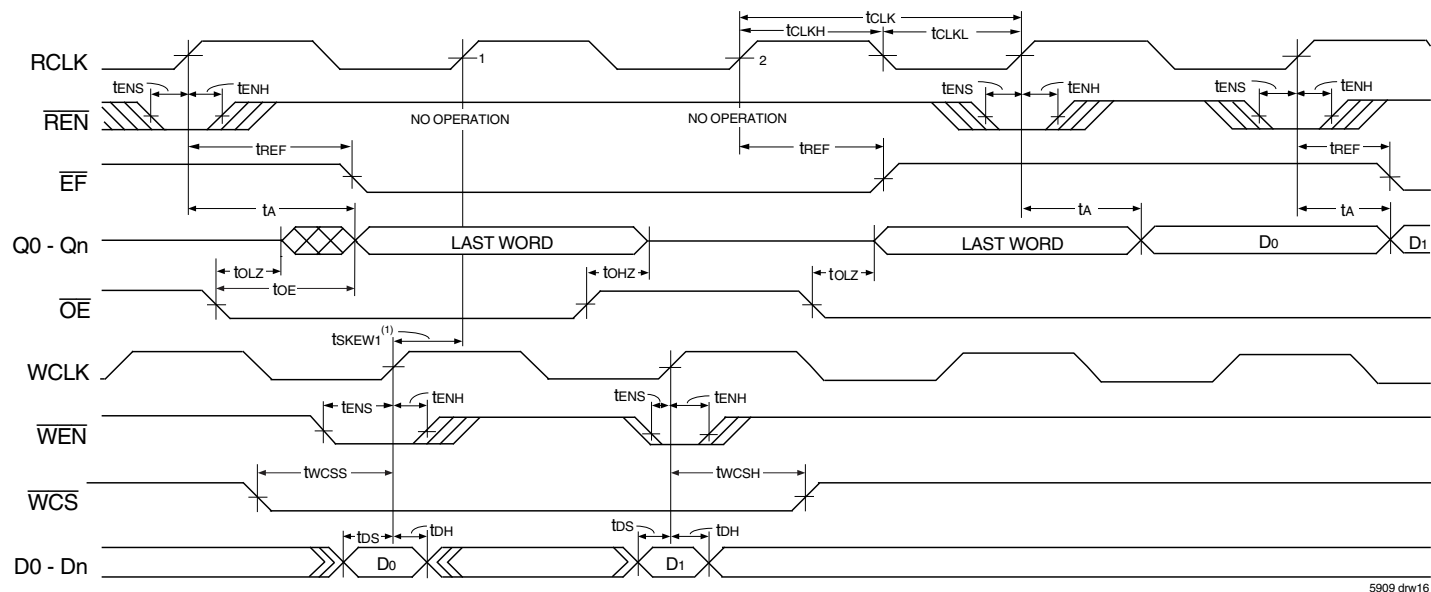 tCLK
tCLKH tCLKL
RCLK 1 2
tENS tENH tENS tENH tENS tENH
REN NO OPERATION NO OPERATION
tREF tREF tREF
EF
tA tA tA
Q0 - Qn LAST WORD LAST WORD D0 D1
tOLZ tOHZ tOLZ
tOE
OE
tSKEW1(1)
WCLK
tENS tENH tENS tENH
WEN
tWCSS tWCSH
WCS
tDS tDH tDS tDH
D0 - Dn D0 D1
5909 drw16